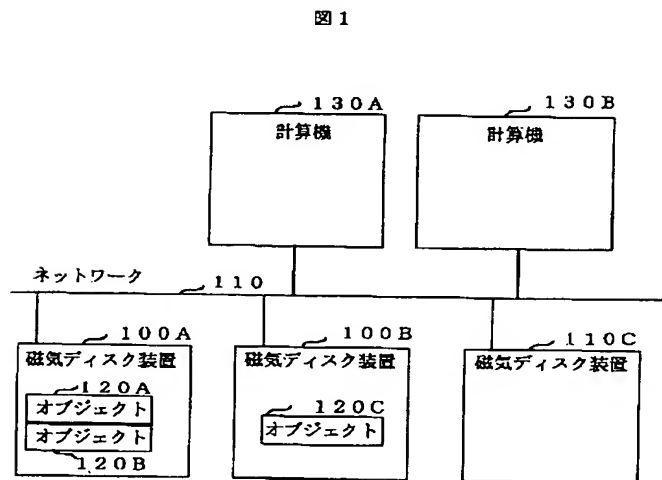 図1
130A
130B
計算機
計算機
ネットワーク
110
100A
100B
110C
磁気ディスク装置
磁気ディスク装置
磁気ディスク装置
120A
オブジェクト
オブジェクト
120B
120C
オブジェクト